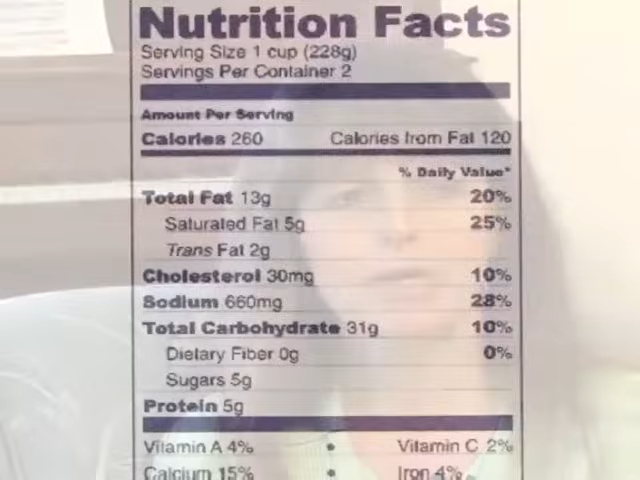 Nutrition Facts
Serving Size 1 cup (228g)
Servings Per Container 2
Amount Per Serving
Calories 260 Calories from Fat 120
% Daily Value*
Total Fat 13g 20%
Saturated Fat 5g 25%
Trans Fat 2g
Cholesterol 30mg 10%
Sodium 660mg 28%
Total Carbohydrate 31g 10%
Dietary Fiber 0g 0%
Sugars 5g
Protein 5g
Vitamin A 4% • Vitamin C 2%
Calcium 15% • Iron 4%